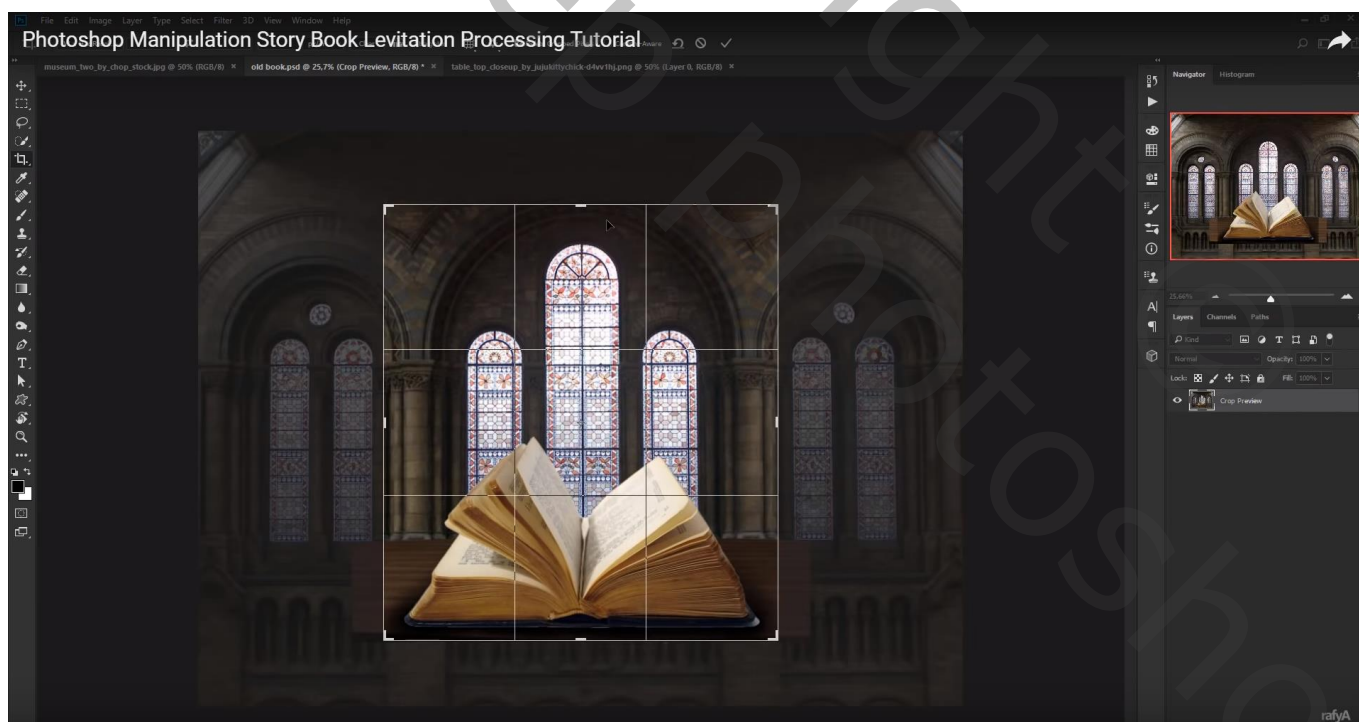 File Edit Image Layer Type Select Filter 3D View Window Help
Photoshop Manipulation Story Book Levitation Processing Tutorial
museum_two_by_chop_stock.jpg @ 50% (RGB/8) × old book.psd @ 25,7% (Crop Preview, RGB/8) * × table_top_closeup_by_jujukittychick-d4vv1hj.png @ 50% (Layer 0, RGB/8) ×
Navigator Histogram
25,66%
Layers Channels Paths
Kind
Normal Opacity: 100%
Lock: Fill: 100%
Crop Preview
rafyA